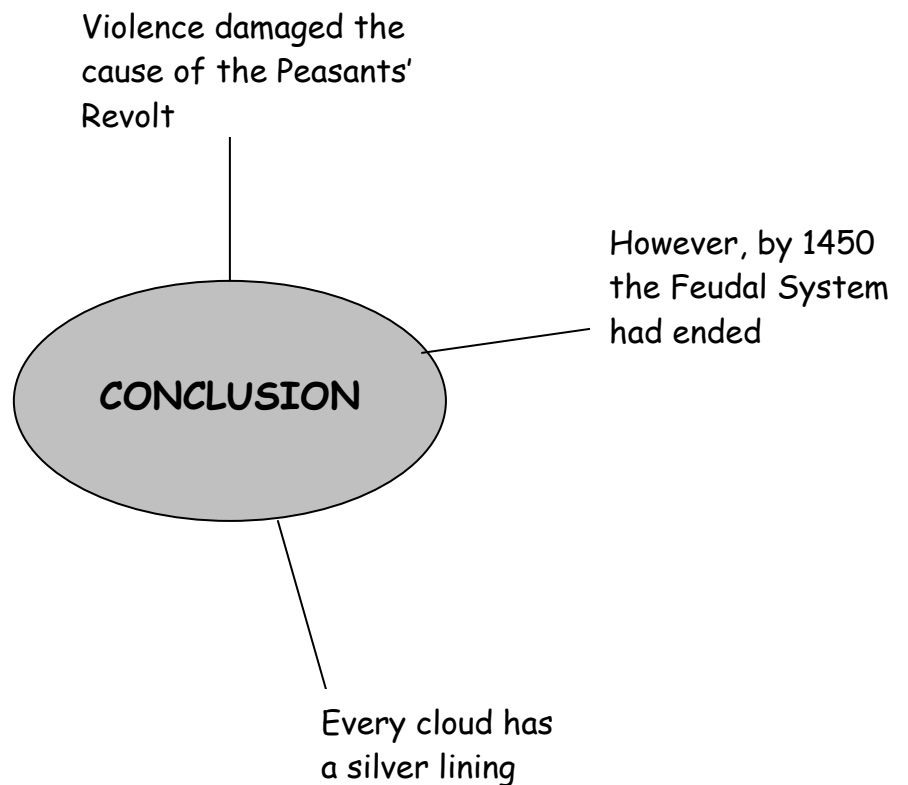 Violence damaged the
cause of the Peasants’
Revolt
However, by 1450
the Feudal System
had ended
CONCLUSION
Every cloud has
a silver lining